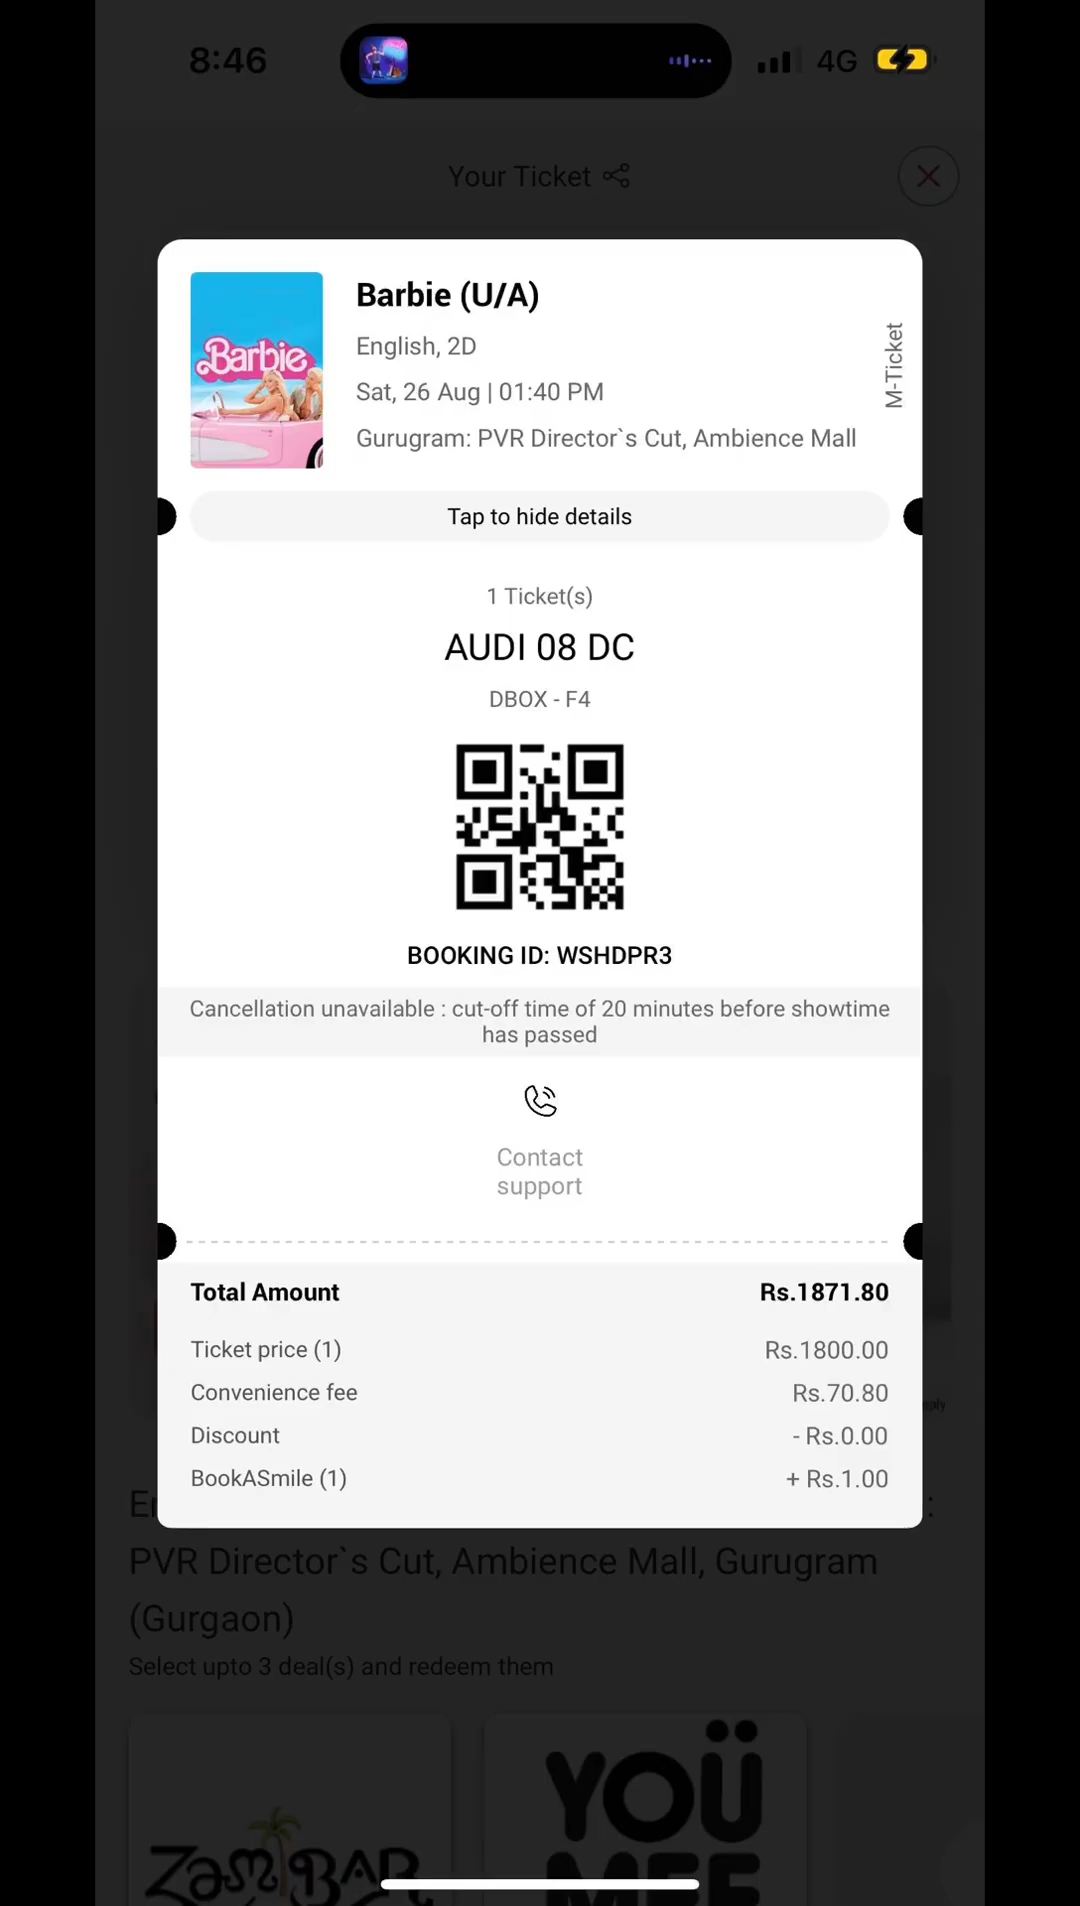 8:46
4G
Your Ticket
Barbie
Barbie (U/A)
English, 2D
Sat, 26 Aug | 01:40 PM
Gurugram: PVR Director`s Cut, Ambience Mall
M-Ticket
Tap to hide details
1 Ticket(s)
AUDI 08 DC
DBOX - F4
BOOKING ID: WSHDPR3
Cancellation unavailable : cut-off time of 20 minutes before showtime
has passed
Contact
support
Total Amount Rs.1871.80
Ticket price (1) Rs.1800.00
Convenience fee Rs.70.80
Discount - Rs.0.00
BookASmile (1) + Rs.1.00
PVR Director`s Cut, Ambience Mall, Gurugram
(Gurgaon)
Select upto 3 deal(s) and redeem them
ZamBAR
YOÜ
MEE